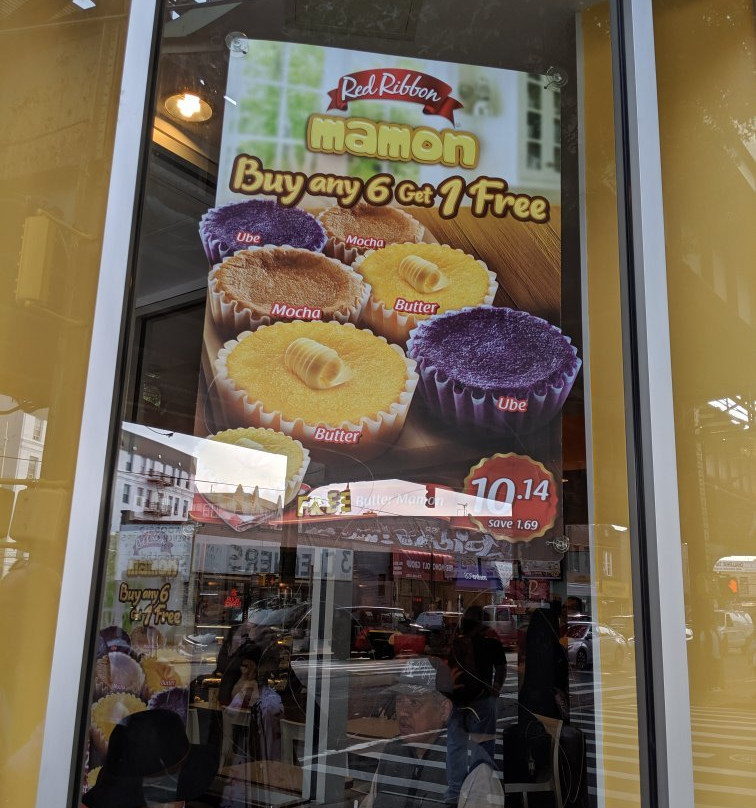 Red Ribbon
mamon
Buy any 6 Get 1 Free
Ube
Mocha
Mocha
Butter
Ube
Butter
FREE Butter Mamon
10.14
save 1.69
Buy any 6
1 Free